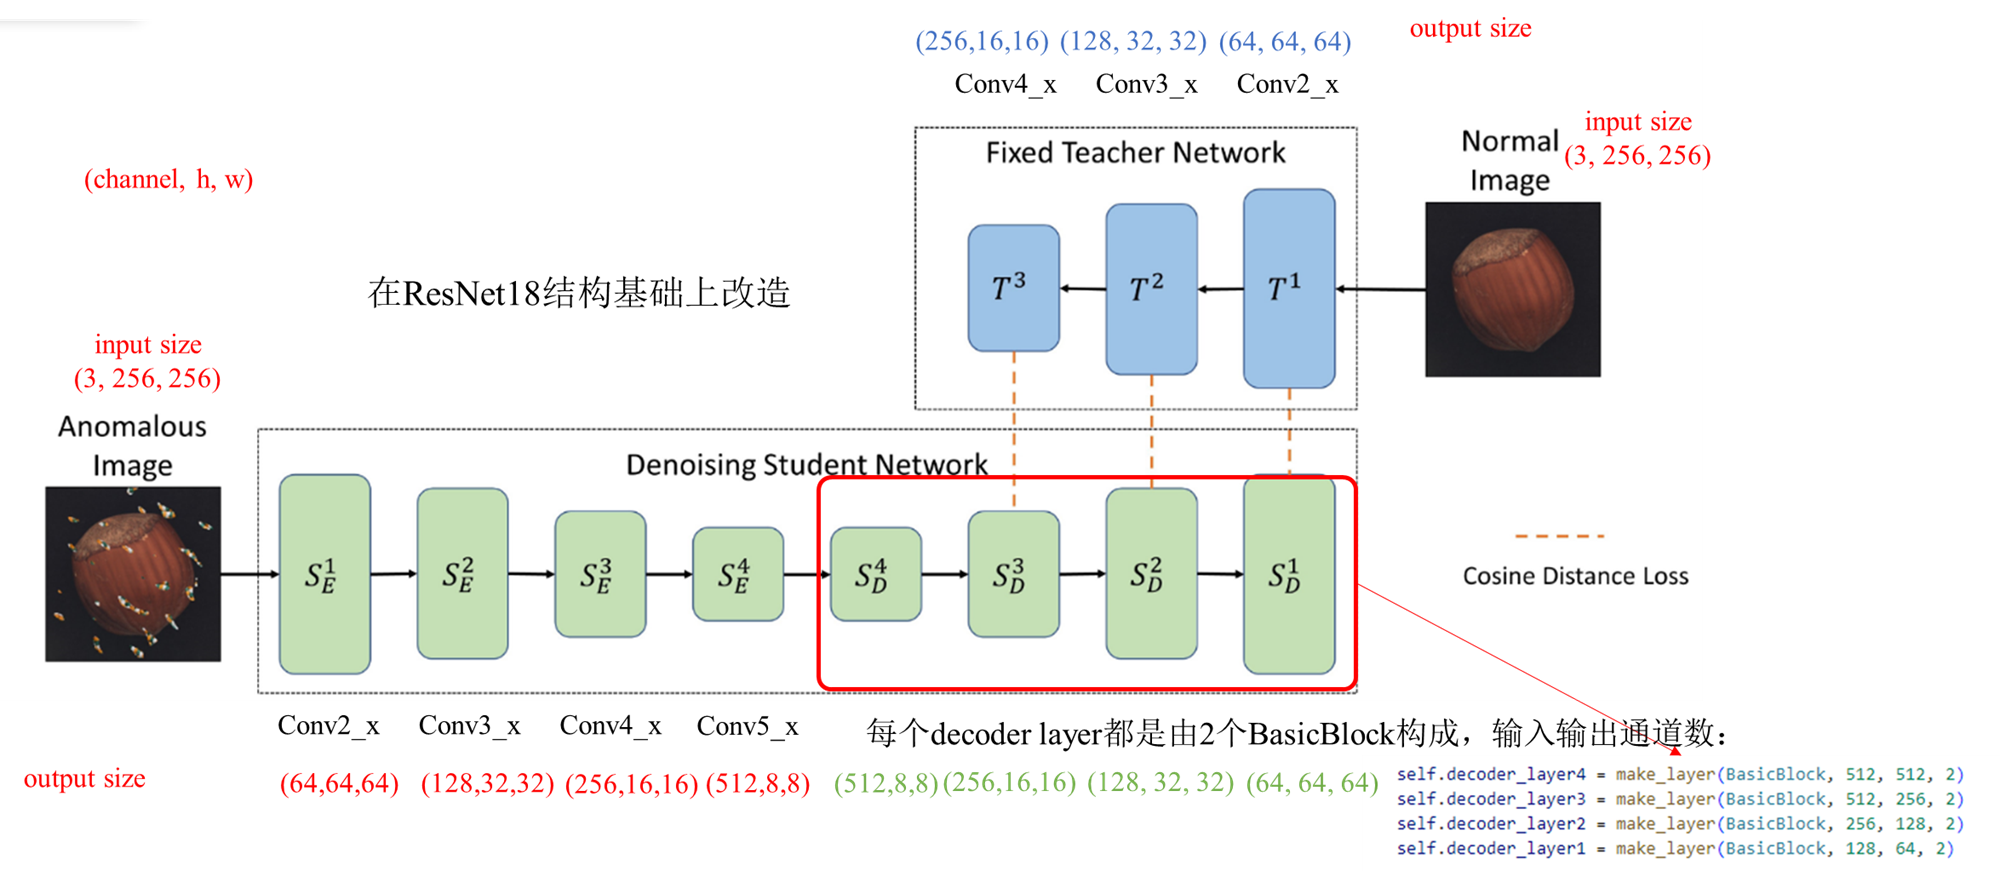 (256,16,16) (128, 32, 32) (64, 64, 64)
output size
Conv4_x Conv3_x Conv2_x
Fixed Teacher Network
Normal
Image
input size
(3, 256, 256)
(channel, h, w)
T³ T² T¹
在ResNet18结构基础上改造
input size
(3, 256, 256)
Anomalous
Image
Denoising Student Network
S_E^1 S_E^2 S_E^3 S_E^4 S_D^4 S_D^3 S_D^2 S_D^1
Cosine Distance Loss
Conv2_x Conv3_x Conv4_x Conv5_x
每个decoder layer都是由2个BasicBlock构成，输入输出通道数：
output size
(64,64,64) (128,32,32) (256,16,16) (512,8,8) (512,8,8) (256,16,16) (128, 32, 32) (64, 64, 64)
self.decoder_layer4 = make_layer(BasicBlock, 512, 512, 2)
self.decoder_layer3 = make_layer(BasicBlock, 512, 256, 2)
self.decoder_layer2 = make_layer(BasicBlock, 256, 128, 2)
self.decoder_layer1 = make_layer(BasicBlock, 128, 64, 2)